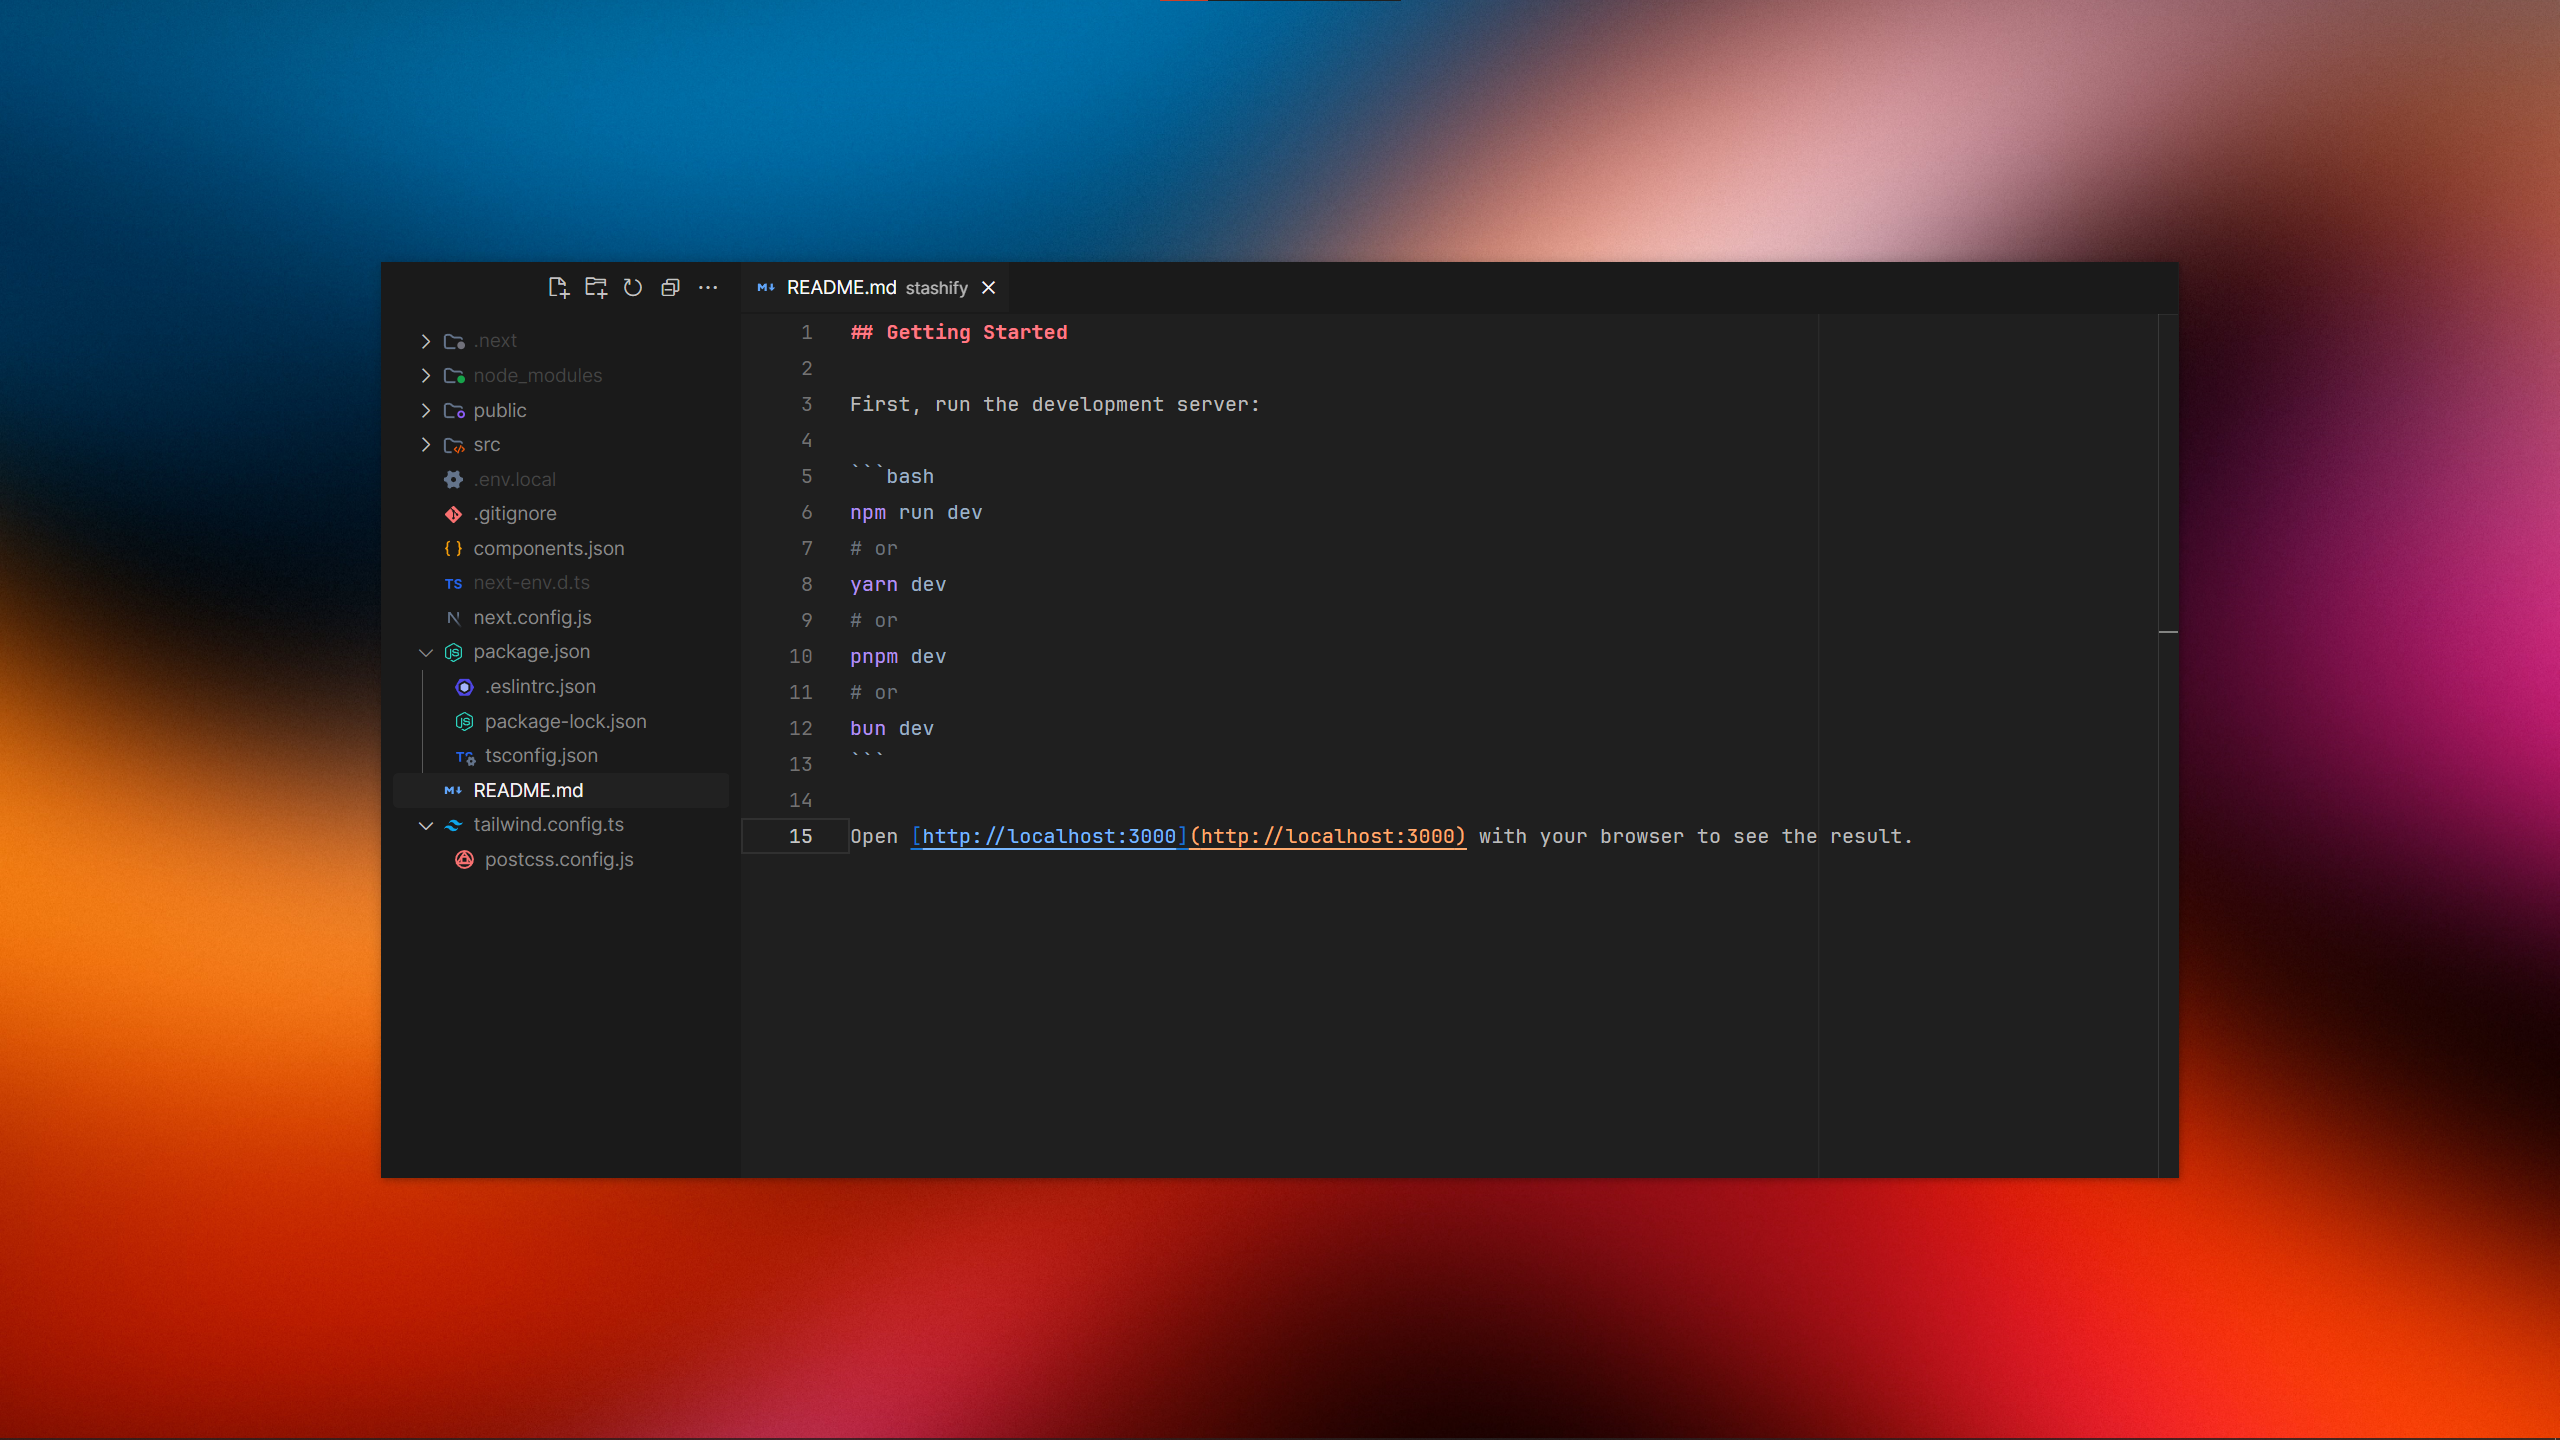 README.md stashify
.next
node_modules
public
src
.env.local
.gitignore
components.json
TS next-env.d.ts
next.config.js
package.json
.eslintrc.json
package-lock.json
tsconfig.json
M↓ README.md
tailwind.config.ts
postcss.config.js
1 ## Getting Started
2
3 First, run the development server:
4
5 ```bash
6 npm run dev
7 # or
8 yarn dev
9 # or
10 pnpm dev
11 # or
12 bun dev
13 ```
14
15 Open [http://localhost:3000](http://localhost:3000) with your browser to see the result.